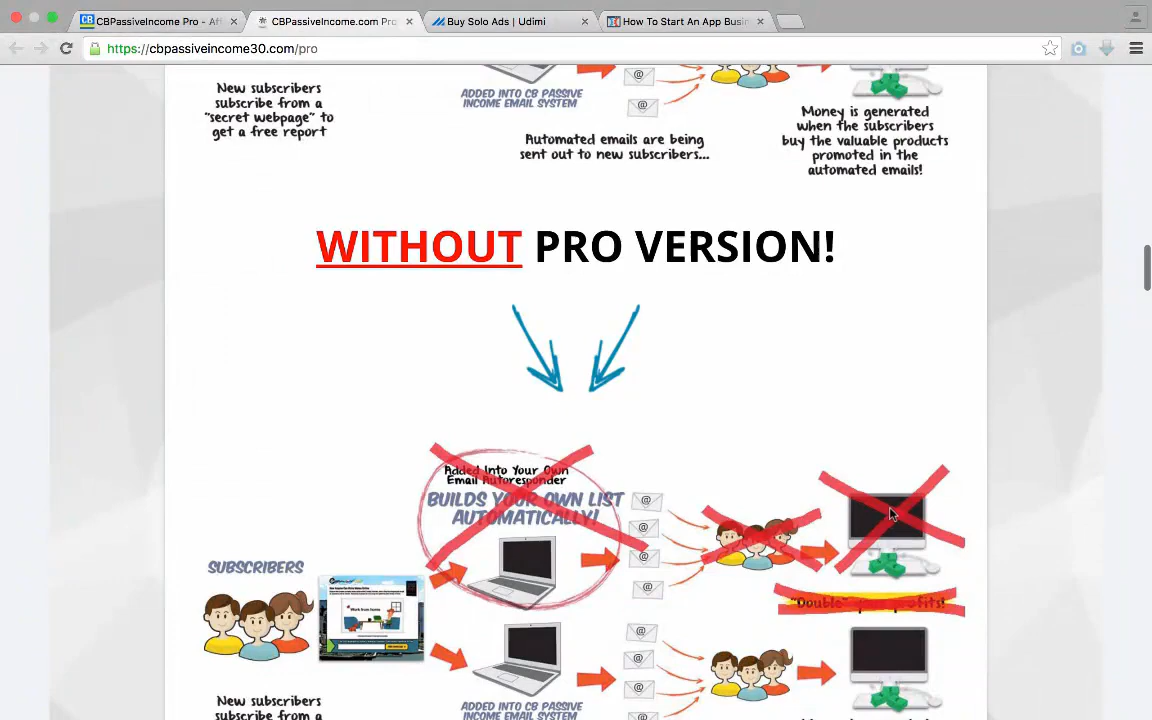 CBPassiveIncome Pro - Aff
CBPassiveIncome.com Pro
Buy Solo Ads | Udimi
How To Start An App Busin
https://cbpassiveincome30.com/pro
New subscribers
subscribe from a
"secret webpage" to
get a free report
ADDED INTO CB PASSIVE
INCOME EMAIL SYSTEM
@
@
Automated emails are being
sent out to new subscribers...
Money is generated
when the subscribers
buy the valuable products
promoted in the
automated emails!
WITHOUT PRO VERSION!
Added Into Your Own
Email Autoresponder
BUILDS YOUR OWN LIST
AUTOMATICALLY!
@
@
@
@
SUBSCRIBERS
Work from home
"Double" your profits!
@
@
@
New subscribers
subscribe from a
ADDED INTO CB PASSIVE
INCOME EMAIL SYSTEM
@